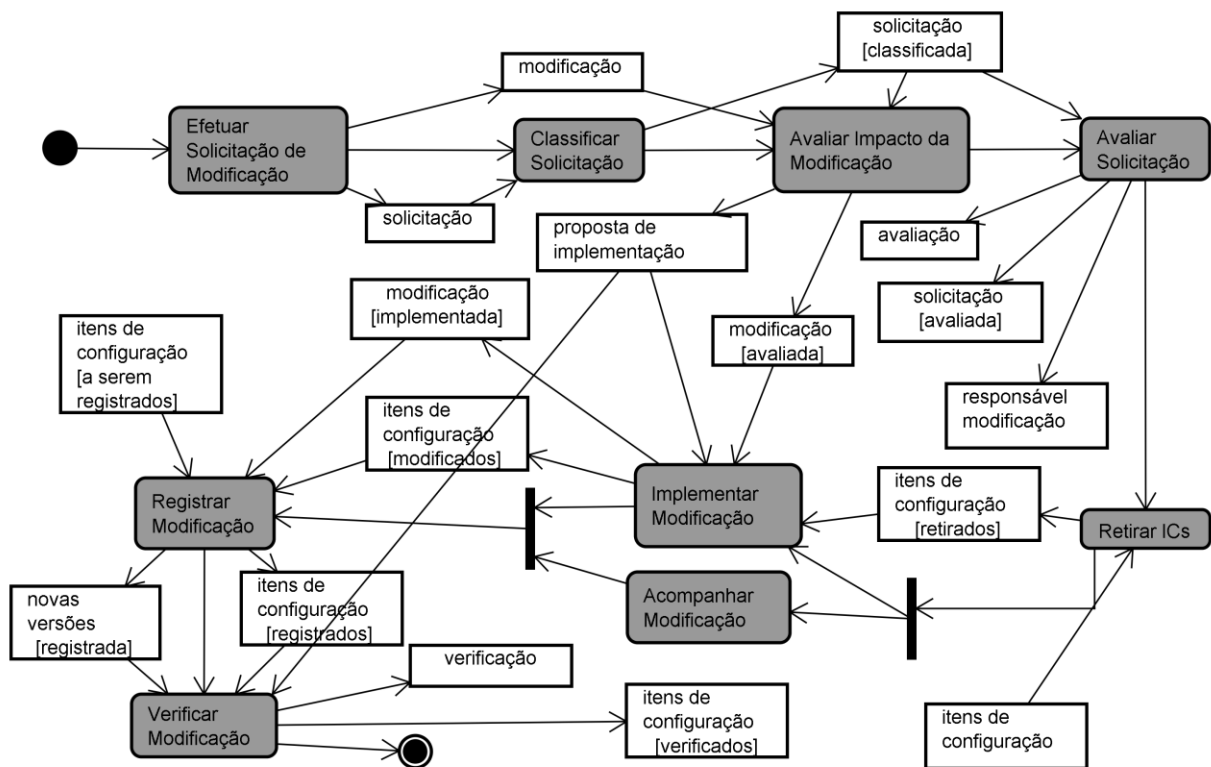 solicitação
[classificada]
modificação
Efetuar
Solicitação de
Modificação
Classificar
Solicitação
Avaliar Impacto da
Modificação
Avaliar
Solicitação
solicitação
proposta de
implementação
avaliação
modificação
[implementada]
solicitação
[avaliada]
itens de
configuração
[a serem
registrados]
modificação
[avaliada]
responsável
modificação
itens de
configuração
[modificados]
Registrar
Modificação
Implementar
Modificação
itens de
configuração
[retirados]
Retirar ICs
novas
versões
[registrada]
itens de
configuração
[registrados]
Acompanhar
Modificação
verificação
Verificar
Modificação
itens de
configuração
[verificados]
itens de
configuração